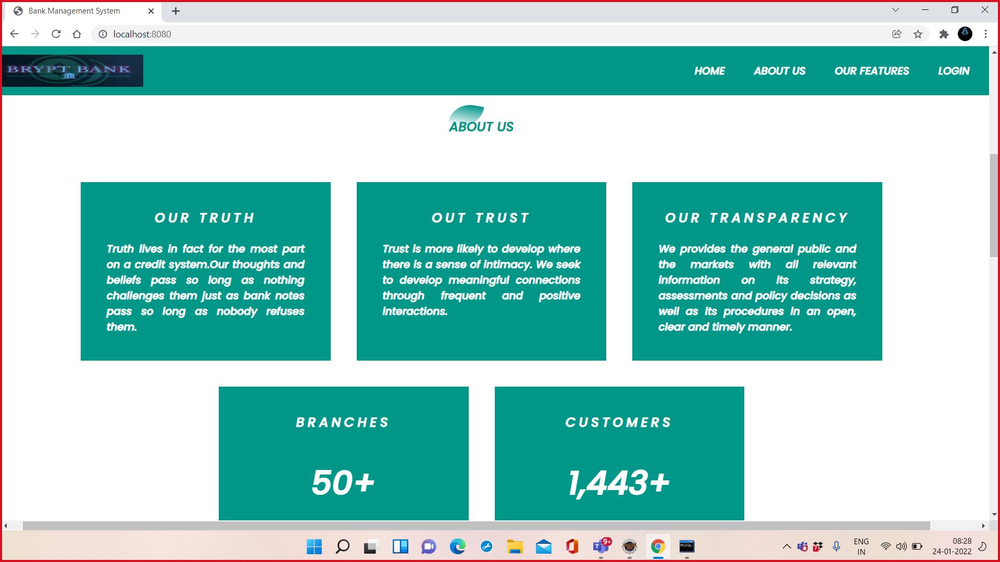 Bank Management System
localhost:8080
BRYPT BANK
HOME ABOUT US OUR FEATURES LOGIN
ABOUT US
OUR TRUTH
Truth lives in fact for the most part
on a credit system.Our thoughts and
beliefs pass so long as nothing
challenges them just as bank notes
pass so long as nobody refuses
them.
OUT TRUST
Trust is more likely to develop where
there is a sense of intimacy. We seek
to develop meaningful connections
through frequent and positive
interactions.
OUR TRANSPARENCY
We provides the general public and
the markets with all relevant
information on its strategy,
assessments and policy decisions as
well as its procedures in an open,
clear and timely manner.
BRANCHES
50+
CUSTOMERS
1,443+
9+
MySQL
7
ENG
IN
08:28
24-01-2022